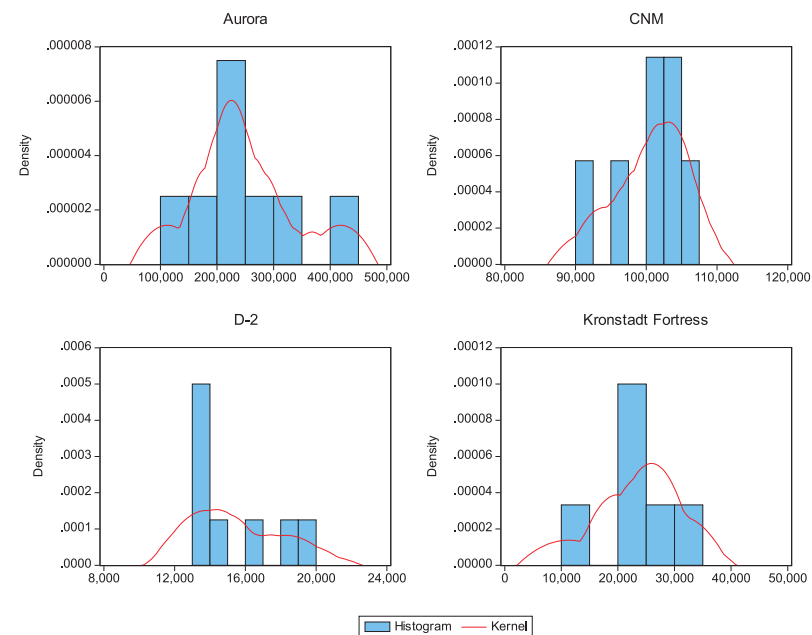 Aurora
.000008
.000006
.000004
.000002
.000000
Density
0 100,000 200,000 300,000 400,000 500,000
CNM
.00012
.00010
.00008
.00006
.00004
.00002
.00000
Density
80,000 90,000 100,000 110,000 120,000
D-2
.0006
.0005
.0004
.0003
.0002
.0001
.0000
Density
8,000 12,000 16,000 20,000 24,000
Kronstadt Fortress
.00012
.00010
.00008
.00006
.00004
.00002
.00000
Density
0 10,000 20,000 30,000 40,000 50,000
Histogram Kernel